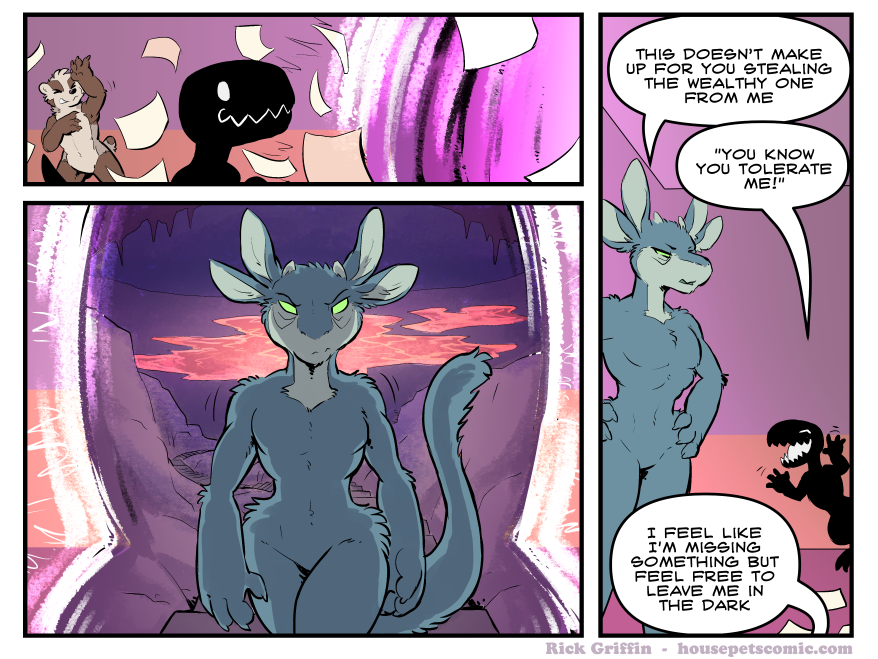 THIS DOESN'T MAKE
UP FOR YOU STEALING
THE WEALTHY ONE
FROM ME
"YOU KNOW
YOU TOLERATE
ME!"
I FEEL LIKE
I'M MISSING
SOMETHING BUT
FEEL FREE TO
LEAVE ME IN
THE DARK
Rick Griffin - housepetscomic.com